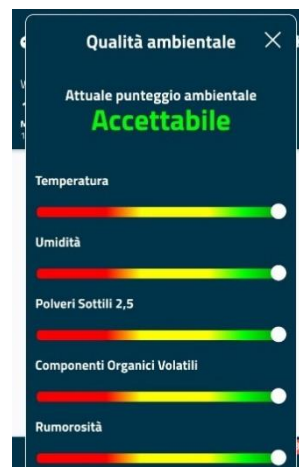 Qualità ambientale
Attuale punteggio ambientale
Accettabile
Temperatura
Umidità
Polveri Sottili 2,5
Componenti Organici Volatili
Rumorosità